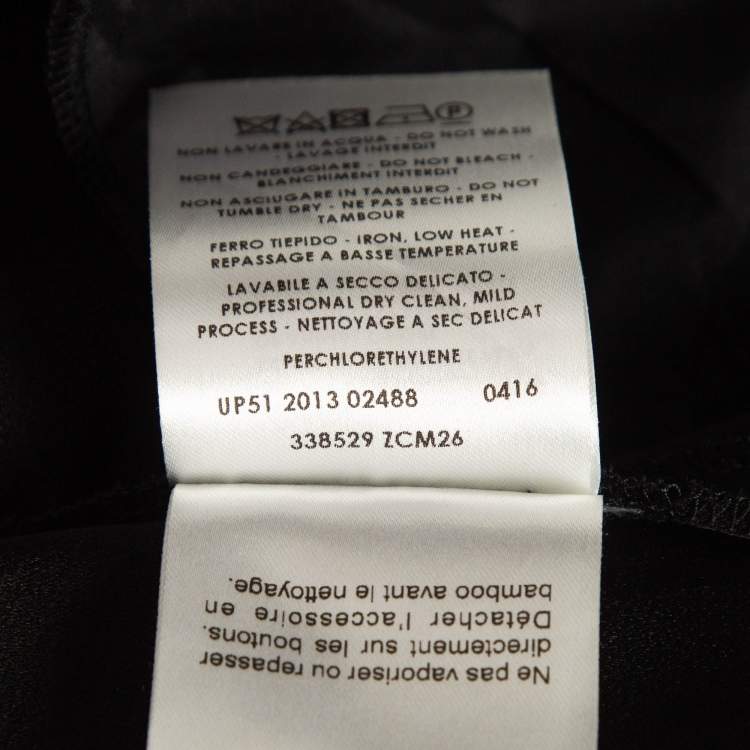 NON LAVARE IN ACQUA - DO NOT WASH
- LAVAGE INTERDIT
NON CANDEGGIARE - DO NOT BLEACH -
BLANCHIMENT INTERDIT
NON ASCIUGARE IN TAMBURO - DO NOT
TUMBLE DRY - NE PAS SECHER EN
TAMBOUR
FERRO TIEPIDO - IRON, LOW HEAT -
REPASSAGE A BASSE TEMPERATURE
LAVABILE A SECCO DELICATO -
PROFESSIONAL DRY CLEAN, MILD
PROCESS - NETTOYAGE A SEC DELICAT
PERCHLORETHYLENE
UP51 2013 02488 0416
338529 ZCM26
Ne pas vaporiser ou repasser
directement sur les boutons.
Détacher l'accessoire en
bamboo avant le nettoyage.